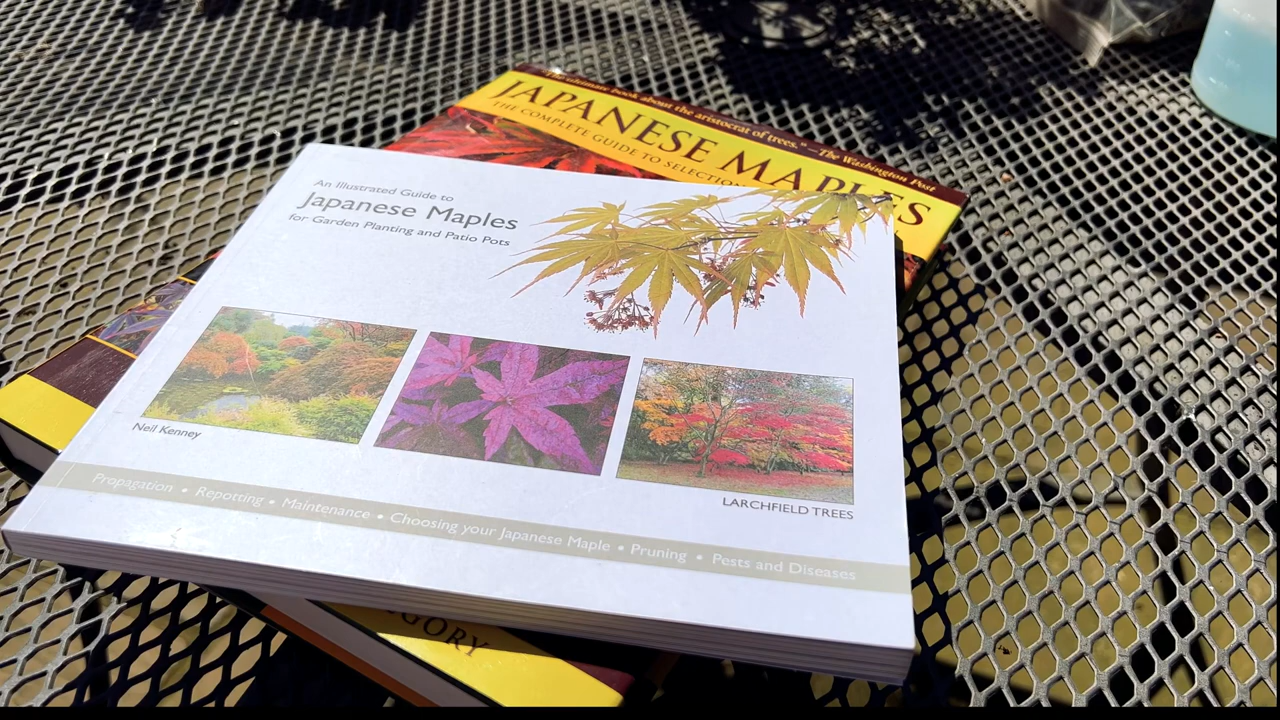 "The ultimate book about the aristocrat of trees." —The Washington Post
JAPANESE MAPLES
THE COMPLETE GUIDE TO SELECTION
An Illustrated Guide to
Japanese Maples
for Garden Planting and Patio Pots
Neil Kenney
LARCHFIELD TREES
Propagation • Repotting • Maintenance • Choosing your Japanese Maple • Pruning • Pests and Diseases
GORY